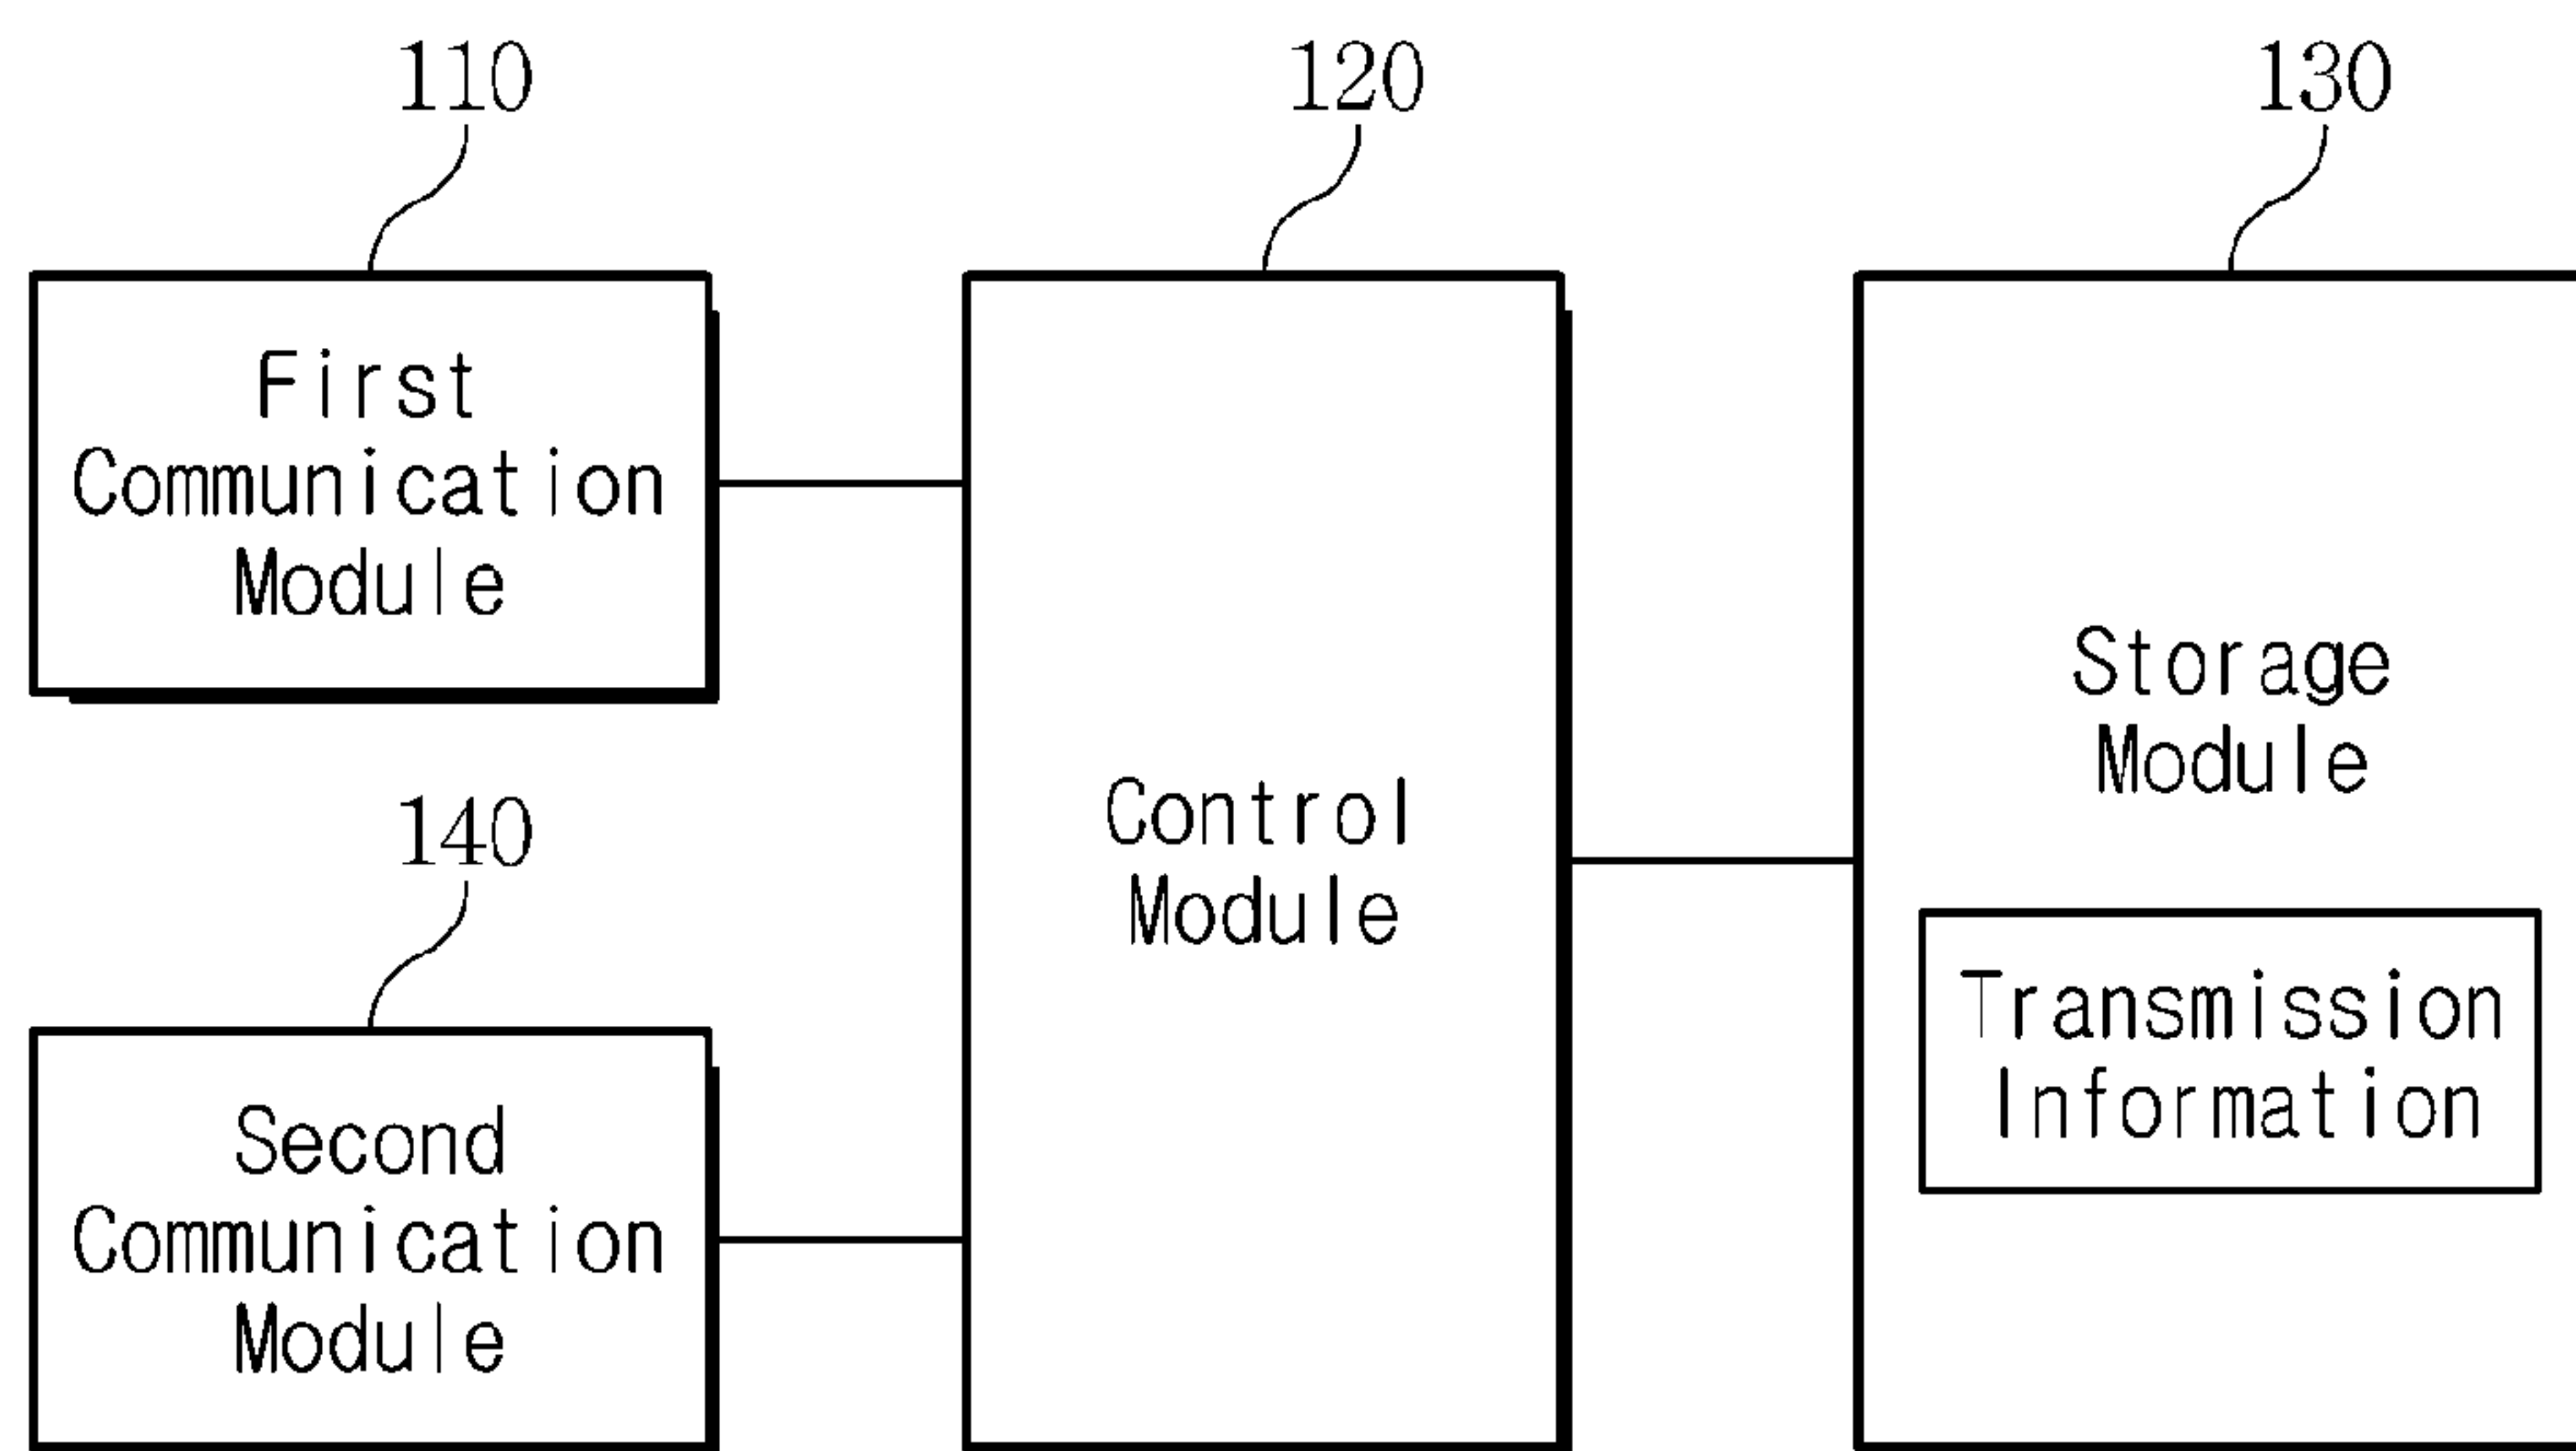 110
120
130
First
Communication
Module
140
Second
Communication
Module
Control
Module
Storage
Module
Transmission
Information